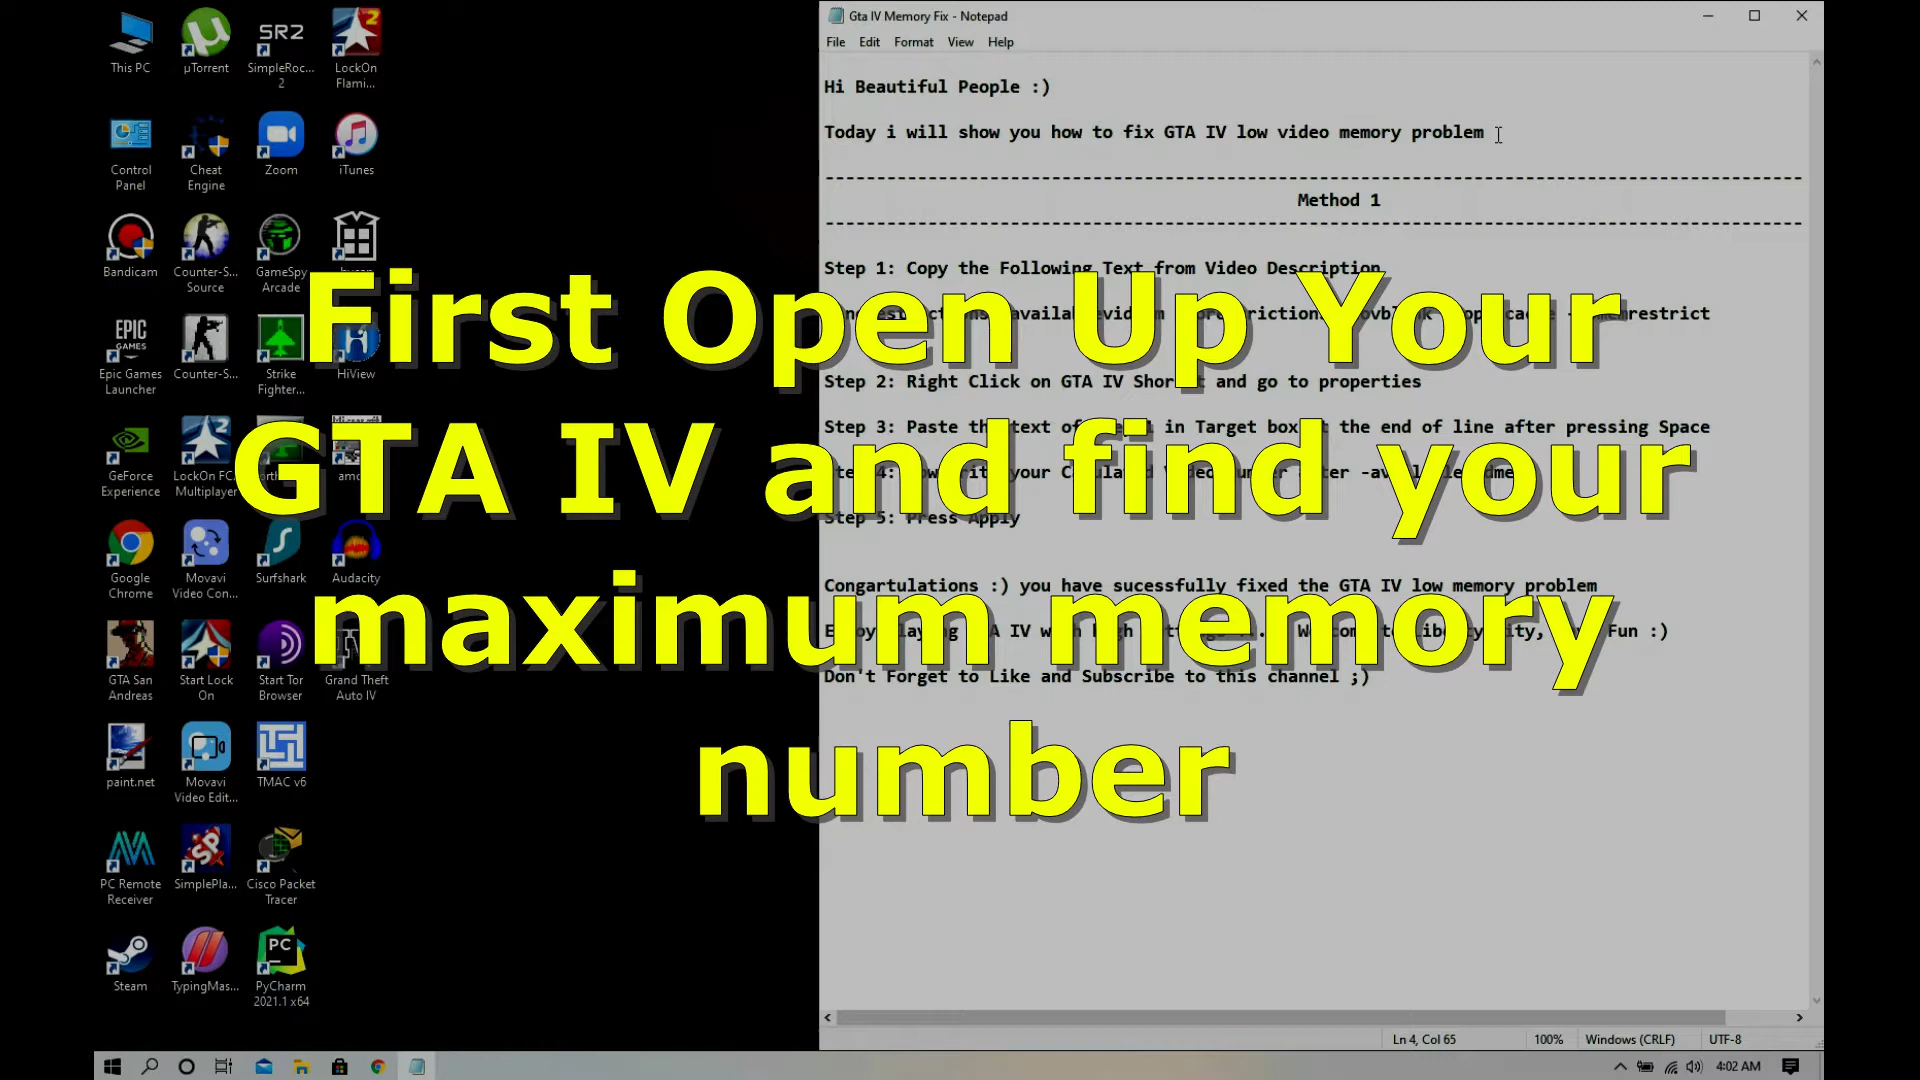 This PC
µTorrent
SR2
SimpleRoc... 2
LockOn Flami...
Control Panel
Cheat Engine
Zoom
iTunes
Bandicam
Counter-S... Source
GameSpy Arcade
EPIC GAMES
Epic Games Launcher
Counter-S...
Strike Fighter...
HiView
GeForce Experience
LockOn FC Multiplayer
Google Chrome
Movavi Video Con...
Surfshark
Audacity
GTA San Andreas
Start Lock On
Start Tor Browser
Grand Theft Auto IV
paint.net
Movavi Video Edit...
TMAC v6
PC Remote Receiver
SimplePla...
Cisco Packet Tracer
Steam
TypingMas...
PC
PyCharm 2021.1 x64
Gta IV Memory Fix - Notepad
File Edit Format View Help
Hi Beautiful People :)
Today i will show you how to fix GTA IV low video memory problem
Method 1
Step 1: Copy the Following Text from Video Description
Step 2: Right Click on GTA IV and go to properties
Step 3: Paste text of in Target box the end of line after pressing Space
your
Step 5: Press Apply
Congartulations :) you have sucessfully fixed the GTA IV low memory problem
IV Fun :)
Don't Forget to Like and Subscribe to this channel ;)
First Open Up Your
GTA IV and find your
maximum memory
number
Ln 4, Col 65 100% Windows (CRLF) UTF-8
4:02 AM